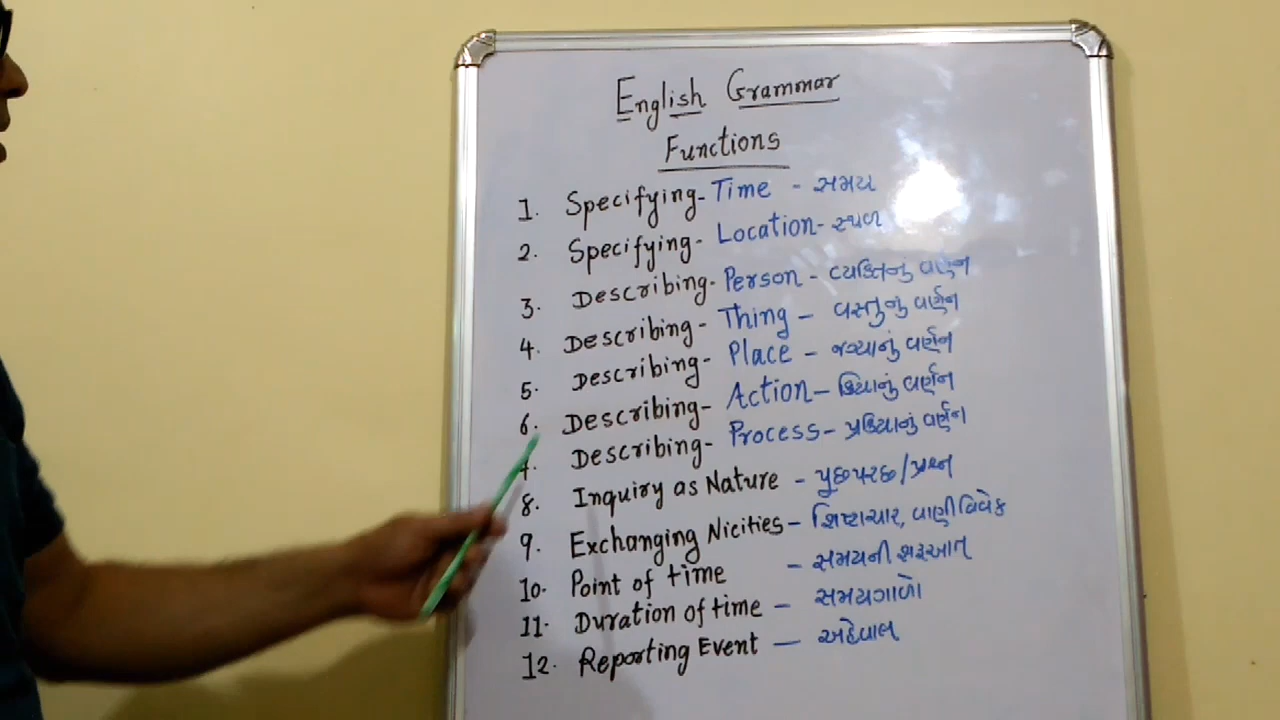 English Grammar
Functions
1. Specifying - Time - સમય
2. Specifying - Location - સ્થળ
3. Describing - Person - વ્યક્તિનું વર્ણન
4. Describing - Thing - વસ્તુનું વર્ણન
5. Describing - Place - જગ્યાનું વર્ણન
6. Describing - Action - ક્રિયાનું વર્ણન
7. Describing - Process - પ્રક્રિયાનું વર્ણન
8. Inquiry as Nature - પુછપરછ/પ્રશ્ન
9. Exchanging Nicities - શિષ્ટાચાર, વાણી વિવેક
10. Point of time - સમયની શરૂઆત
11. Duration of time - સમયગાળો
12. Reporting Event - અહેવાલ